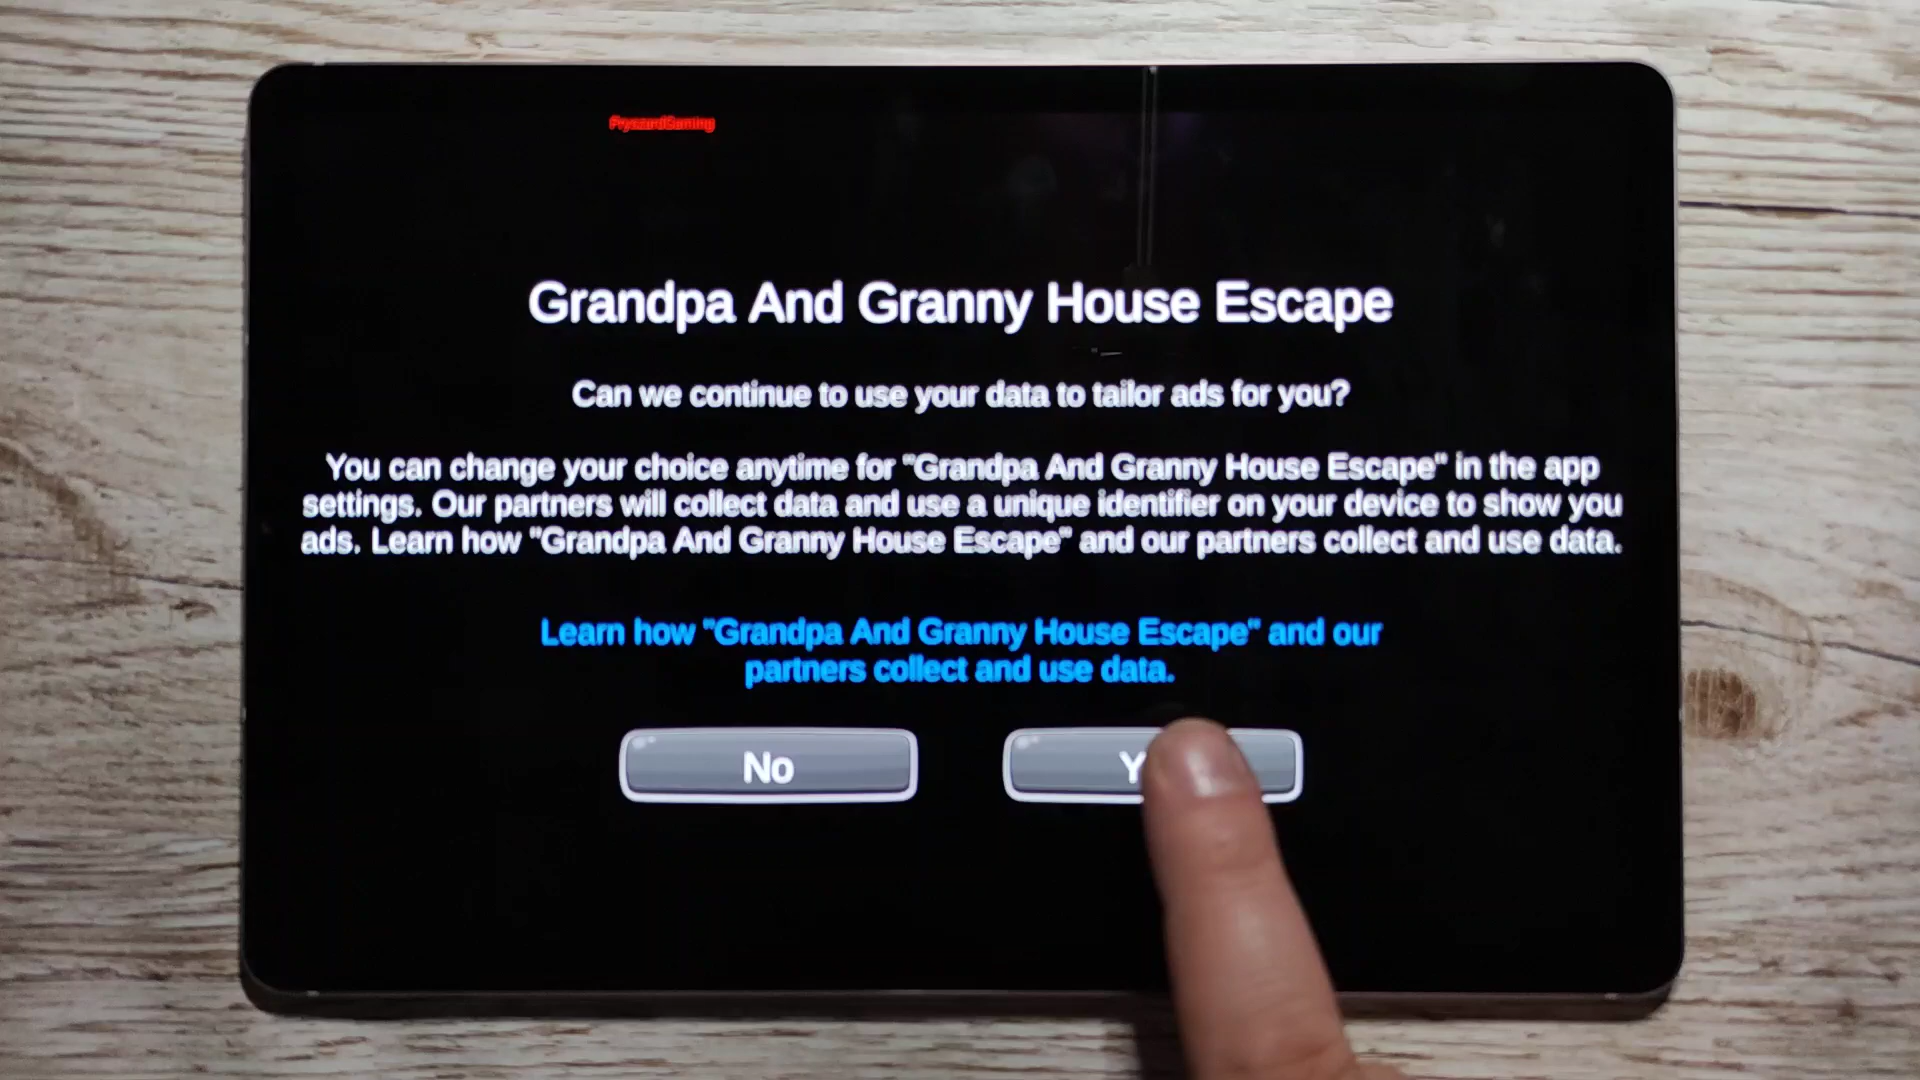 Grandpa And Granny House Escape
Can we continue to use your data to tailor ads for you?
You can change your choice anytime for "Grandpa And Granny House Escape" in the app
settings. Our partners will collect data and use a unique identifier on your device to show you
ads. Learn how "Grandpa And Granny House Escape" and our partners collect and use data.
Learn how "Grandpa And Granny House Escape" and our
partners collect and use data.
No